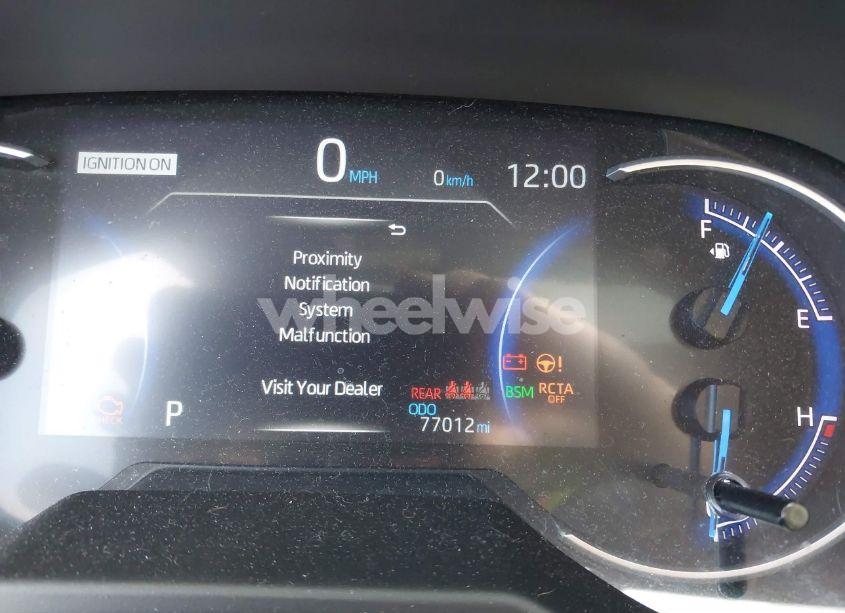 IGNITION ON
0 MPH
0 km/h
12:00
F
E
H
Proximity
Notification
System
Malfunction
Visit Your Dealer
wheelwise
REAR
BSM
RCTA
OFF
CHECK
P
ODO
77012 mi